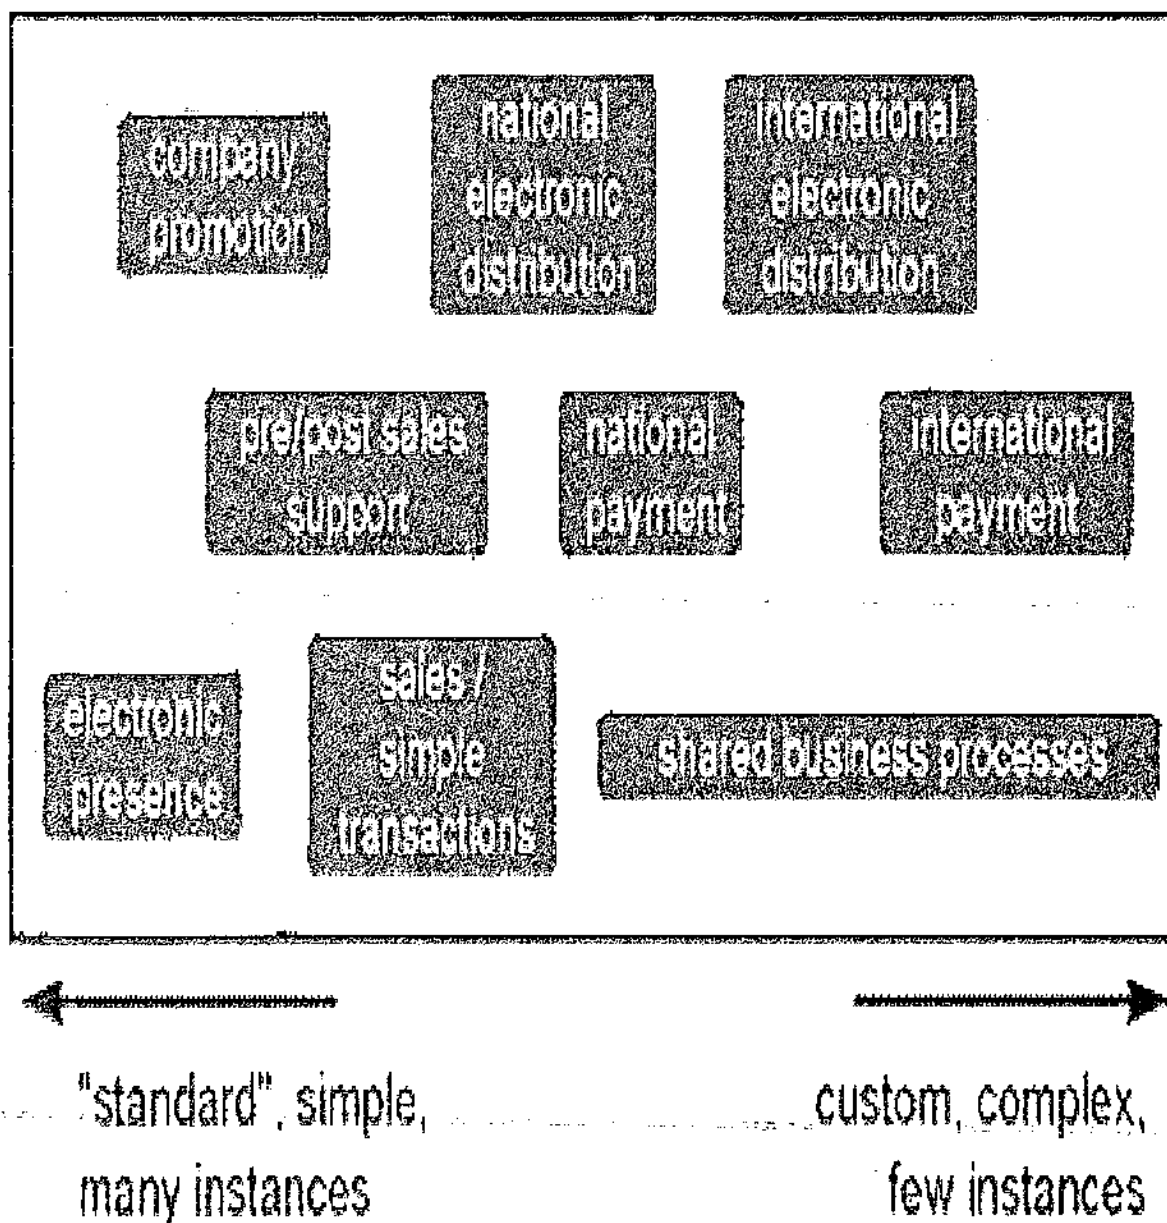 company
promotion
national
electronic
distribution
international
electronic
distribution
pre/post sales
support
national
payment
international
payment
electronic
presence
sales /
simple
transactions
shared business processes
"standard", simple,
many instances
custom, complex,
few instances